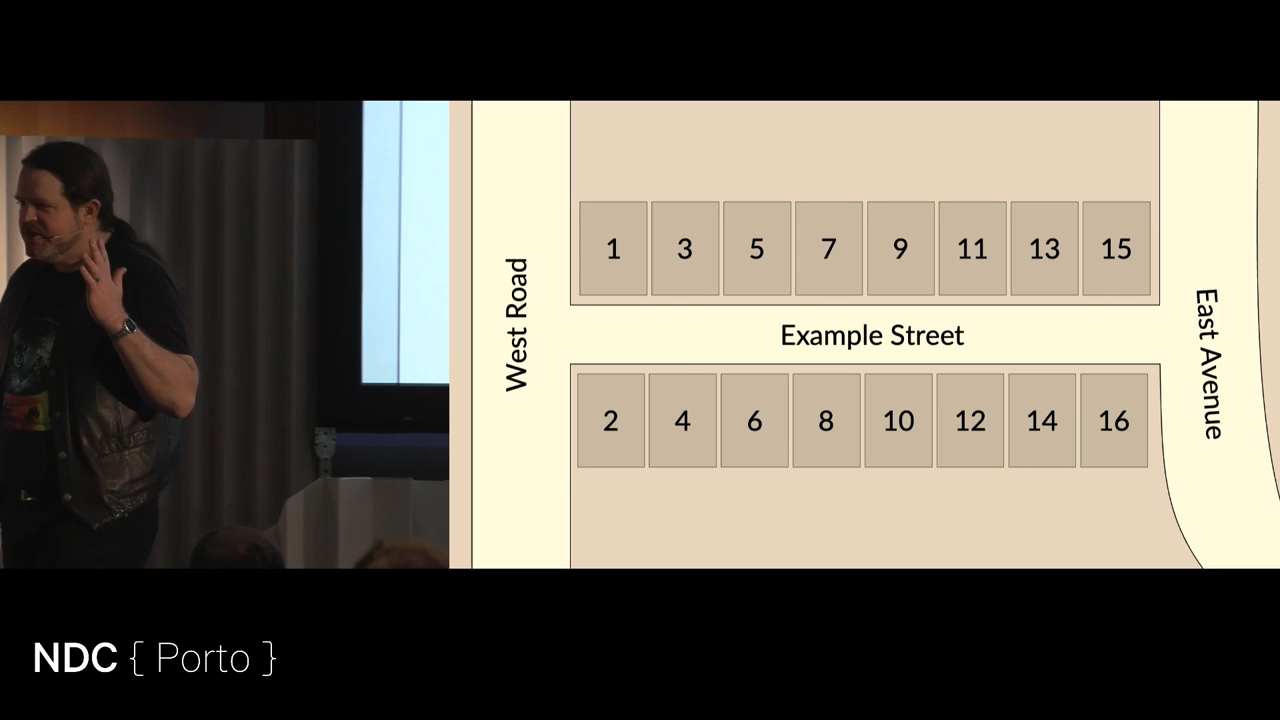 1 3 5 7 9 11 13 15
West Road
Example Street
East Avenue
2 4 6 8 10 12 14 16
NDC { Porto }